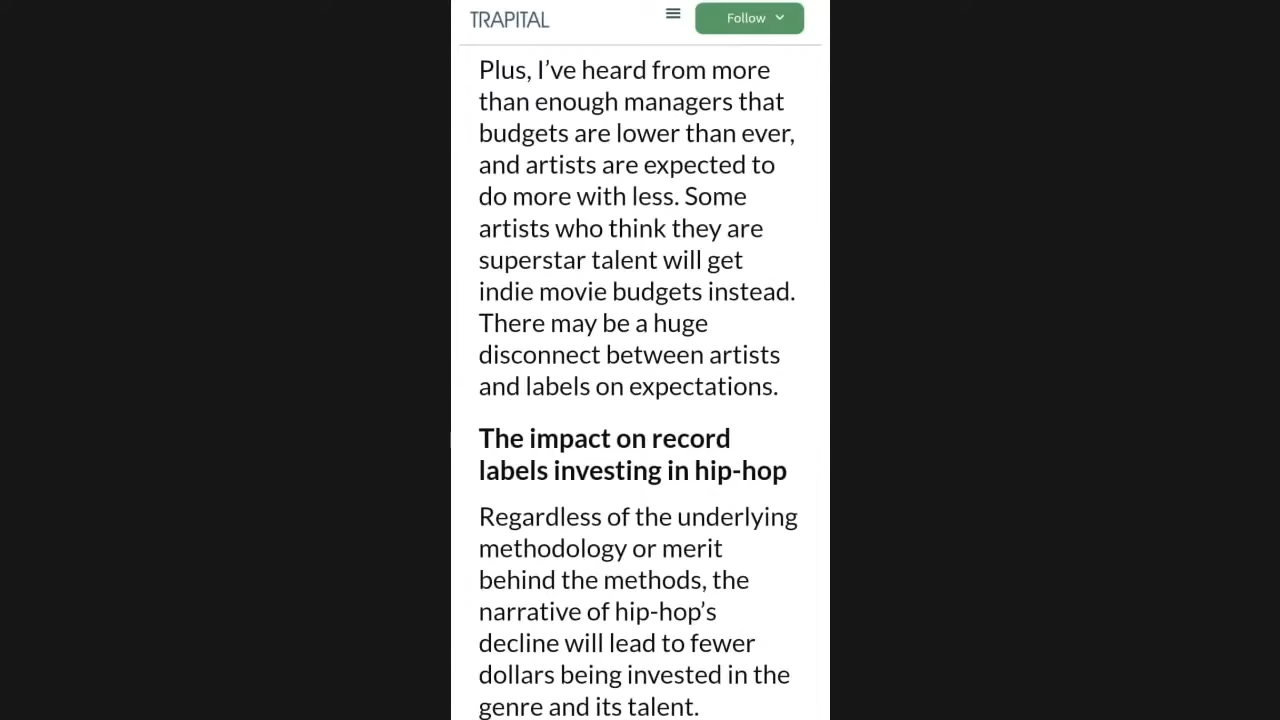 TRAPITAL
Follow
Plus, I’ve heard from more
than enough managers that
budgets are lower than ever,
and artists are expected to
do more with less. Some
artists who think they are
superstar talent will get
indie movie budgets instead.
There may be a huge
disconnect between artists
and labels on expectations.
The impact on record
labels investing in hip-hop
Regardless of the underlying
methodology or merit
behind the methods, the
narrative of hip-hop’s
decline will lead to fewer
dollars being invested in the
genre and its talent.